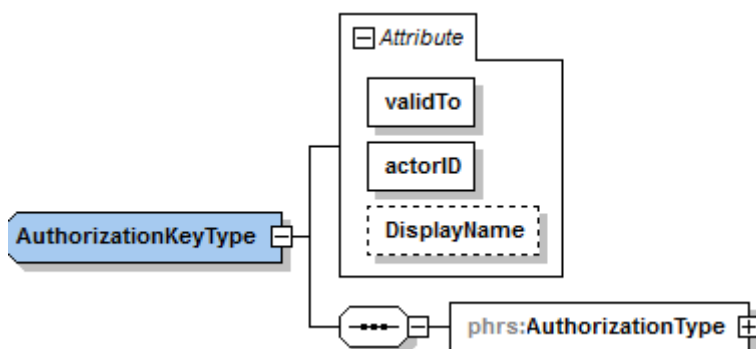 Attribute
validTo
actorID
DisplayName
AuthorizationKeyType
phrs:AuthorizationType